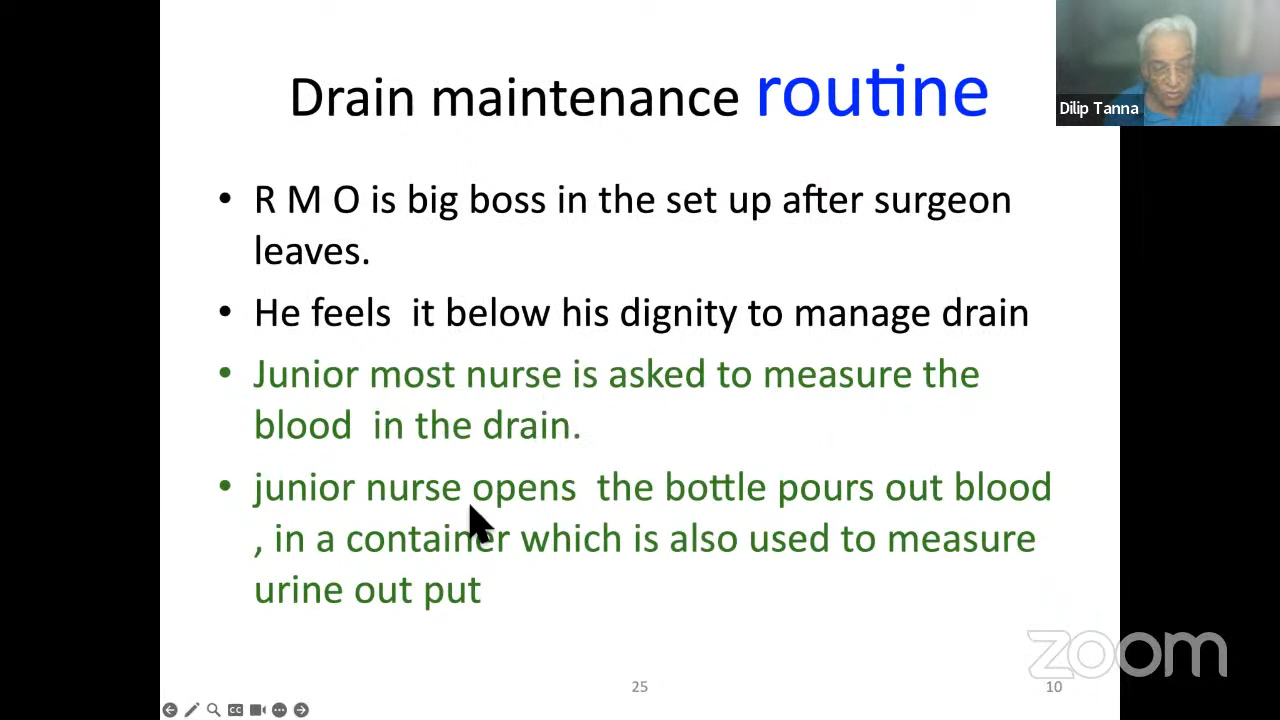 Drain maintenance routine
Dilip Tanna
• R M O is big boss in the set up after surgeon
leaves.
• He feels it below his dignity to manage drain
• Junior most nurse is asked to measure the
blood in the drain.
• junior nurse opens the bottle pours out blood
, in a container which is also used to measure
urine out put
zoom
25
10
CC